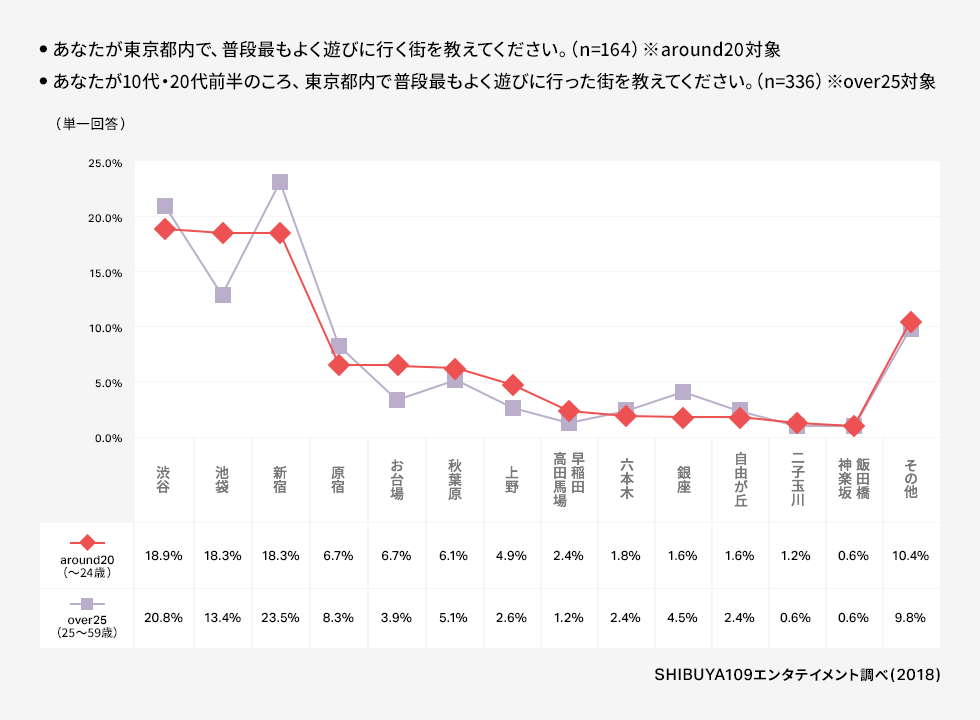 ● あなたが東京都内で、普段最もよく遊びに行く街を教えてください。（n=164）※around20対象
● あなたが10代・20代前半のころ、東京都内で普段最もよく遊びに行った街を教えてください。（n=336）※over25対象
（単一回答）
25.0%
20.0%
15.0%
10.0%
5.0%
0.0%
渋谷 池袋 新宿 原宿 お台場 秋葉原 上野 早稲田高田馬場 六本木 銀座 自由が丘 二子玉川 飯田橋神楽坂 その他
around20
（〜24歳）
18.9% 18.3% 18.3% 6.7% 6.7% 6.1% 4.9% 2.4% 1.8% 1.6% 1.6% 1.2% 0.6% 10.4%
over25
（25〜59歳）
20.8% 13.4% 23.5% 8.3% 3.9% 5.1% 2.6% 1.2% 2.4% 4.5% 2.4% 0.6% 0.6% 9.8%
SHIBUYA109エンタテイメント調べ(2018)